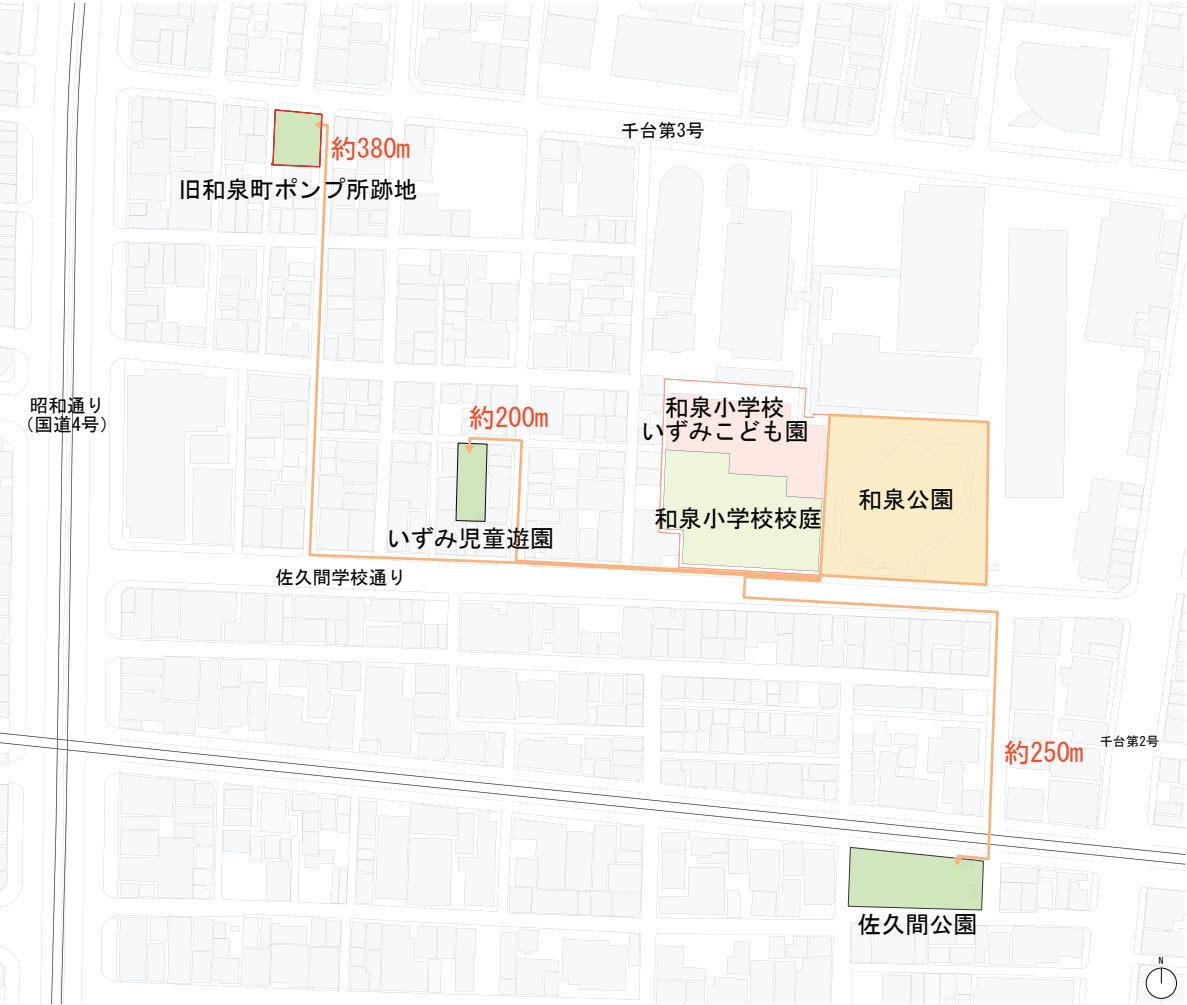 千台第3号
約380m
旧和泉町ポンプ所跡地
昭和通り
（国道4号）
約200m
和泉小学校
いずみこども園
和泉公園
和泉小学校校庭
いずみ児童遊園
佐久間学校通り
千台第2号
約250m
佐久間公園
N